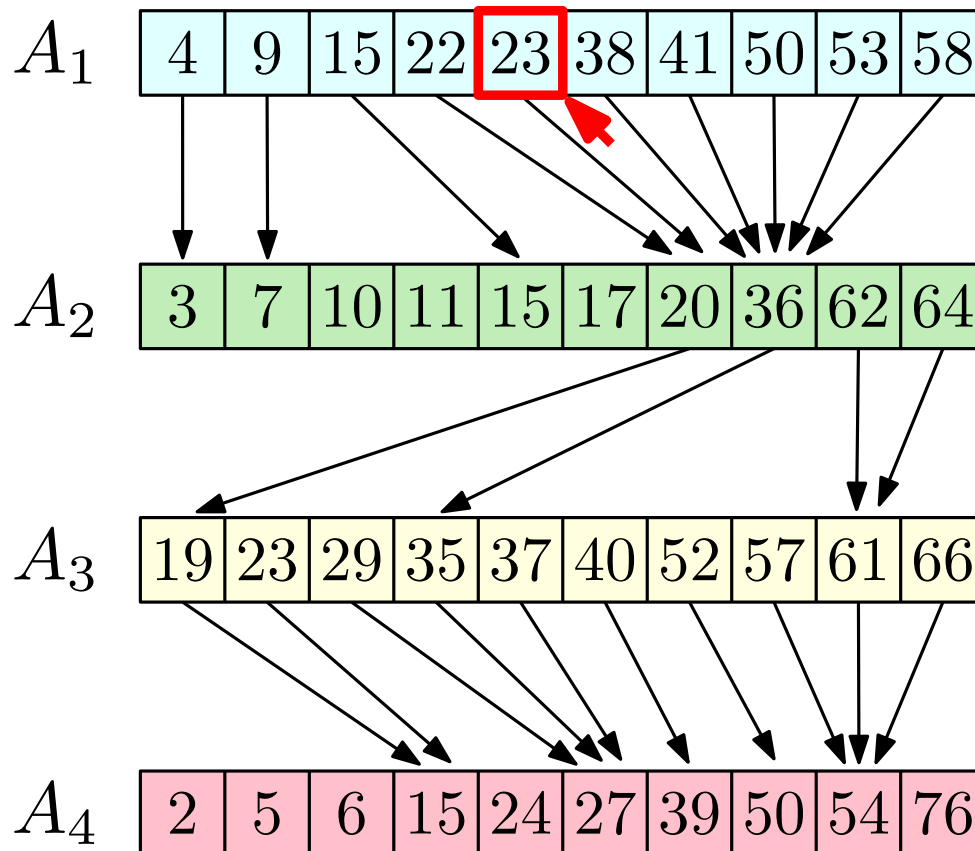 A₁ 4 9 15 22 23 38 41 50 53 58
A₂ 3 7 10 11 15 17 20 36 62 64
A₃ 19 23 29 35 37 40 52 57 61 66
A₄ 2 5 6 15 24 27 39 50 54 76